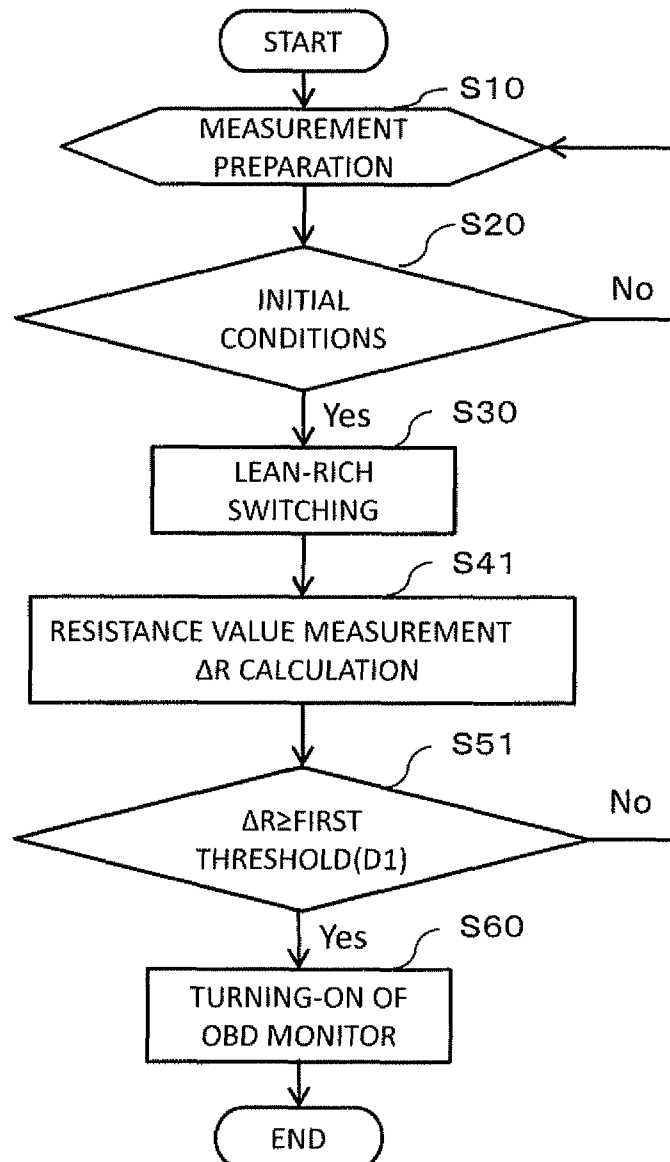 START
S10
MEASUREMENT
PREPARATION
S20
INITIAL
CONDITIONS
No
Yes
S30
LEAN-RICH
SWITCHING
S41
RESISTANCE VALUE MEASUREMENT
ΔR CALCULATION
S51
ΔR≥FIRST
THRESHOLD(D1)
No
Yes
S60
TURNING-ON OF
OBD MONITOR
END